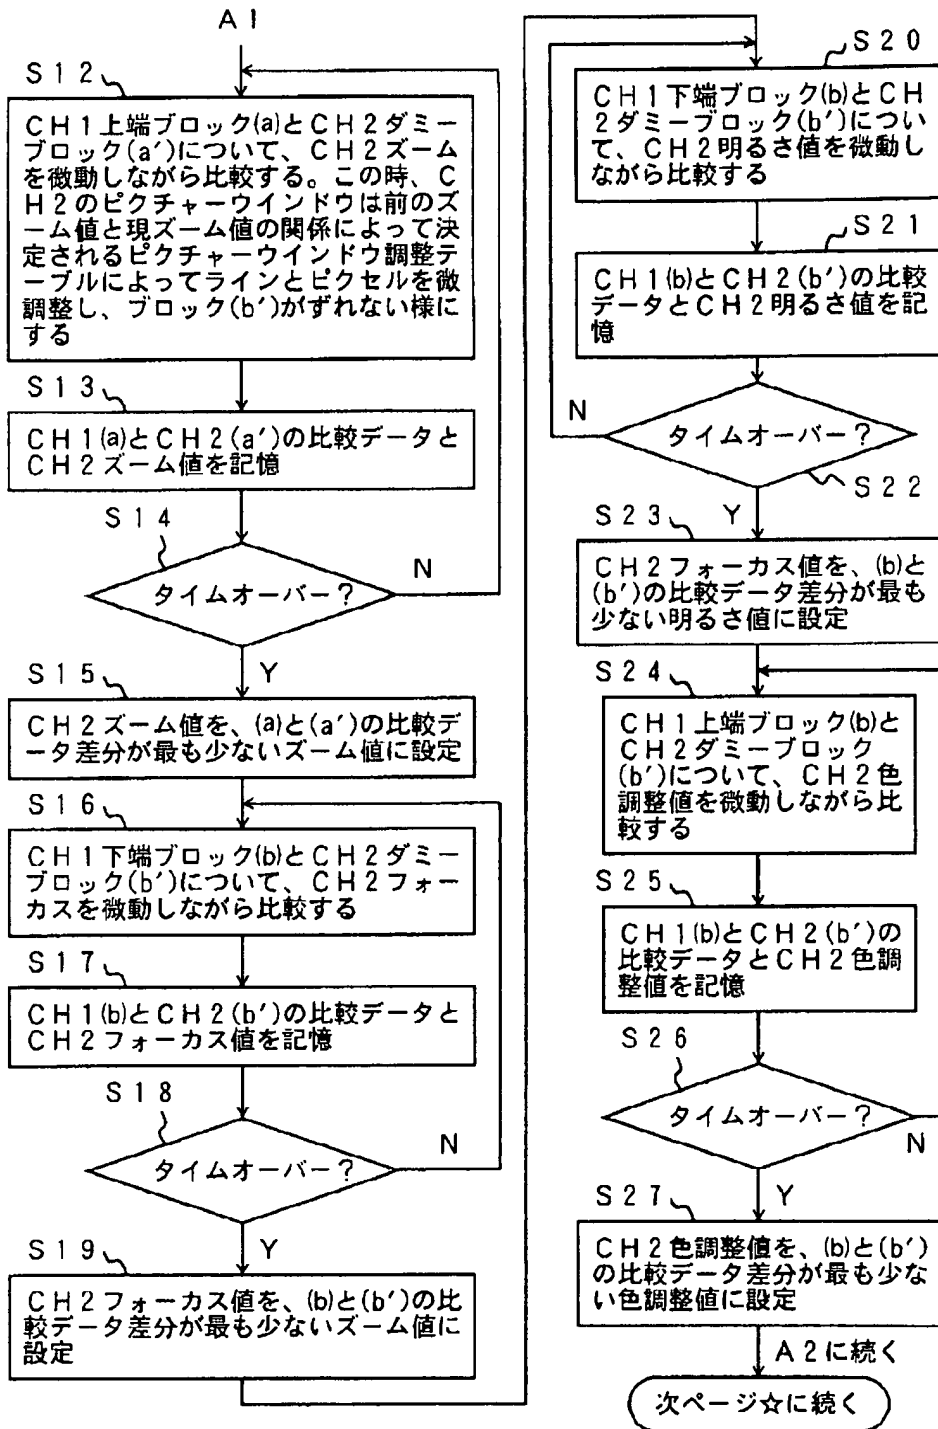 A1
S12
CH1上端ブロック(a)とCH2ダミー
ブロック(a′)について、CH2ズーム
を微動しながら比較する。この時、C
H2のピクチャーウインドウは前のズ
ーム値と現ズーム値の関係によって決
定されるピクチャーウインドウ調整テ
ーブルによってラインとピクセルを微
調整し、ブロック(b′)がずれない様に
する
S13
CH1(a)とCH2(a′)の比較データと
CH2ズーム値を記憶
S14
タイムオーバー?
N
Y
S15
CH2ズーム値を、(a)と(a′)の比較デ
ータ差分が最も少ないズーム値に設定
S16
CH1下端ブロック(b)とCH2ダミー
ブロック(b′)について、CH2フォー
カスを微動しながら比較する
S17
CH1(b)とCH2(b′)の比較データと
CH2フォーカス値を記憶
S18
タイムオーバー?
N
Y
S19
CH2フォーカス値を、(b)と(b′)の比
較データ差分が最も少ないズーム値に
設定
S20
CH1下端ブロック(b)とCH
2ダミーブロック(b′)につい
て、CH2明るさ値を微動し
ながら比較する
S21
CH1(b)とCH2(b′)の比較
データとCH2明るさ値を記
憶
N
タイムオーバー?
S22
Y
S23
CH2フォーカス値を、(b)と
(b′)の比較データ差分が最も
少ない明るさ値に設定
S24
CH1上端ブロック(b)と
CH2ダミーブロック
(b′)について、CH2色
調整値を微動しながら比
較する
S25
CH1(b)とCH2(b′)の
比較データとCH2色調
整値を記憶
S26
タイムオーバー?
N
Y
S27
CH2色調整値を、(b)と(b′)
の比較データ差分が最も少な
い色調整値に設定
A2に続く
次ページ☆に続く